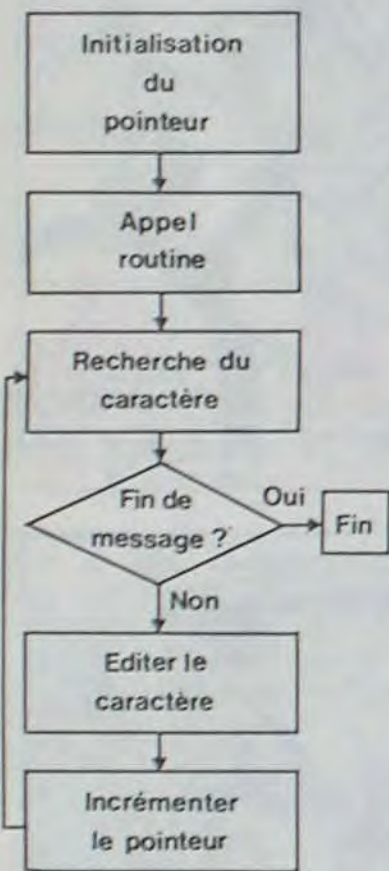 Initialisation
du
pointeur
Appel
routine
Recherche du
caractère
Fin de
message ?
Oui
Fin
Non
Editer le
caractère
Incrémenter
le pointeur